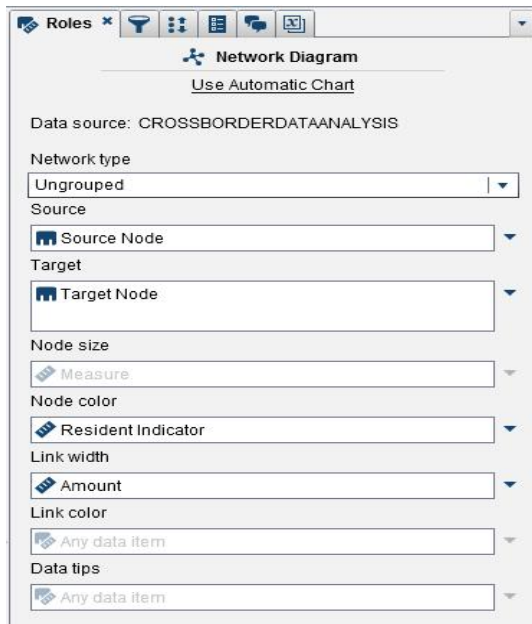 Roles
Network Diagram
Use Automatic Chart
Data source: CROSSBORDERDATAANALYSIS
Network type
Ungrouped
Source
Source Node
Target
Target Node
Node size
Measure
Node color
Resident Indicator
Link width
Amount
Link color
Any data item
Data tips
Any data item